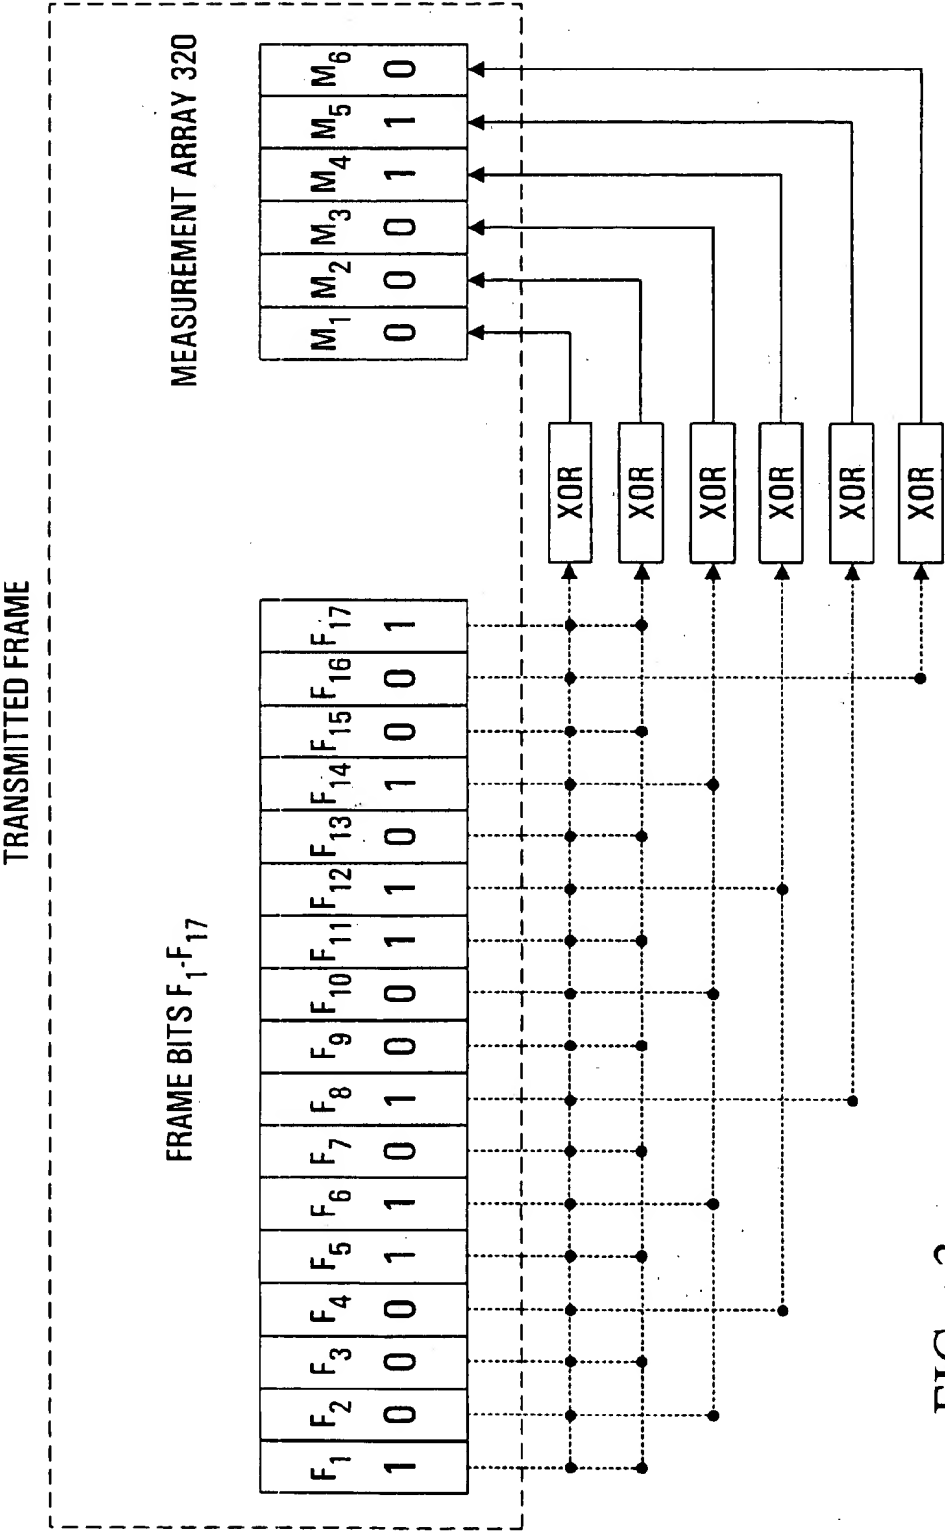 TRANSMITTED FRAME
FRAME BITS F1-F17
MEASUREMENT ARRAY 320
F1 F2 F3 F4 F5 F6 F7 F8 F9 F10 F11 F12 F13 F14 F15 F16 F17
1 0 0 0 1 1 0 1 0 0 1 1 0 1 0 0 1
M1 M2 M3 M4 M5 M6
0 0 0 1 1 0
XOR
XOR
XOR
XOR
XOR
XOR
FIG.